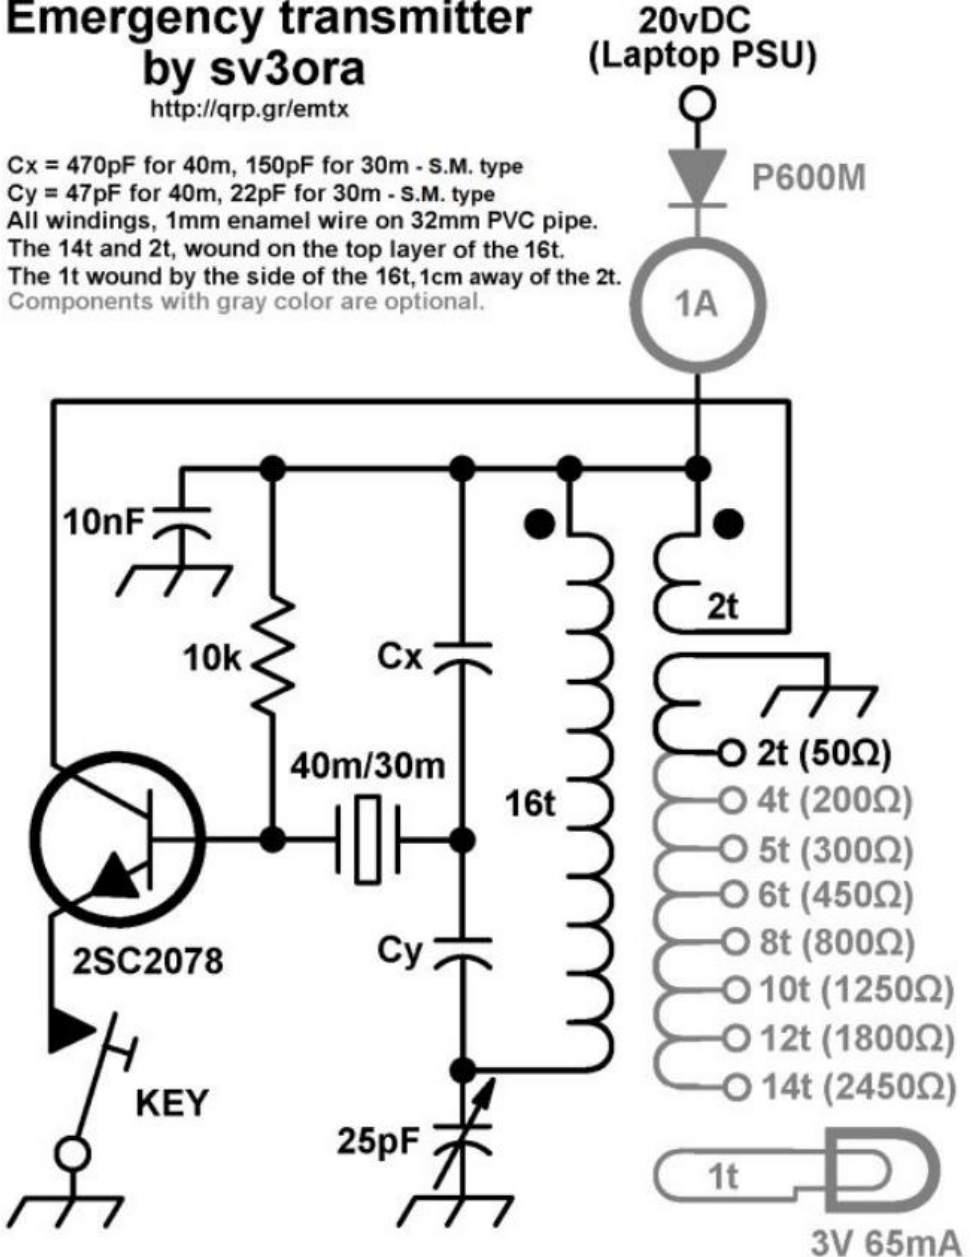 Emergency transmitter
by sv3ora
http://qrp.gr/emtx
20vDC
(Laptop PSU)
P600M
1A
Cx = 470pF for 40m, 150pF for 30m - S.M. type
Cy = 47pF for 40m, 22pF for 30m - S.M. type
All windings, 1mm enamel wire on 32mm PVC pipe.
The 14t and 2t, wound on the top layer of the 16t.
The 1t wound by the side of the 16t, 1cm away of the 2t.
Components with gray color are optional.
10nF
10k
Cx
2t
40m/30m
16t
2t (50Ω)
4t (200Ω)
5t (300Ω)
6t (450Ω)
8t (800Ω)
10t (1250Ω)
12t (1800Ω)
14t (2450Ω)
2SC2078
Cy
KEY
25pF
1t
3V 65mA